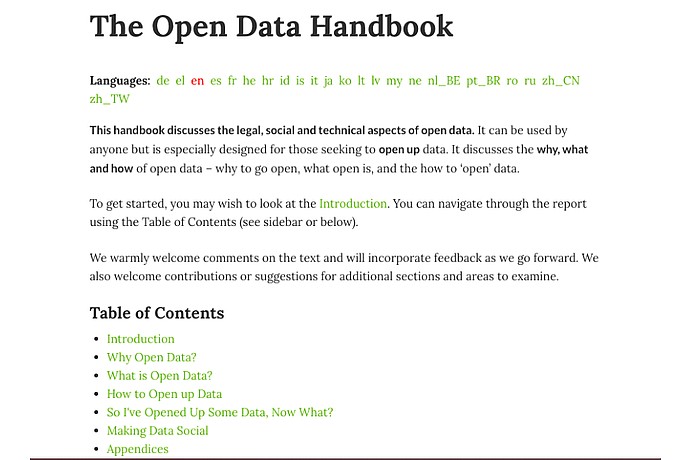 The Open Data Handbook
Languages: de el en es fr he hr id is it ja ko lt lv my ne nl_BE pt_BR ro ru zh_CN
zh_TW
This handbook discusses the legal, social and technical aspects of open data. It can be used by
anyone but is especially designed for those seeking to open up data. It discusses the why, what
and how of open data – why to go open, what open is, and the how to ‘open’ data.
To get started, you may wish to look at the Introduction. You can navigate through the report
using the Table of Contents (see sidebar or below).
We warmly welcome comments on the text and will incorporate feedback as we go forward. We
also welcome contributions or suggestions for additional sections and areas to examine.
Table of Contents
• Introduction
• Why Open Data?
• What is Open Data?
• How to Open up Data
• So I've Opened Up Some Data, Now What?
• Making Data Social
• Appendices